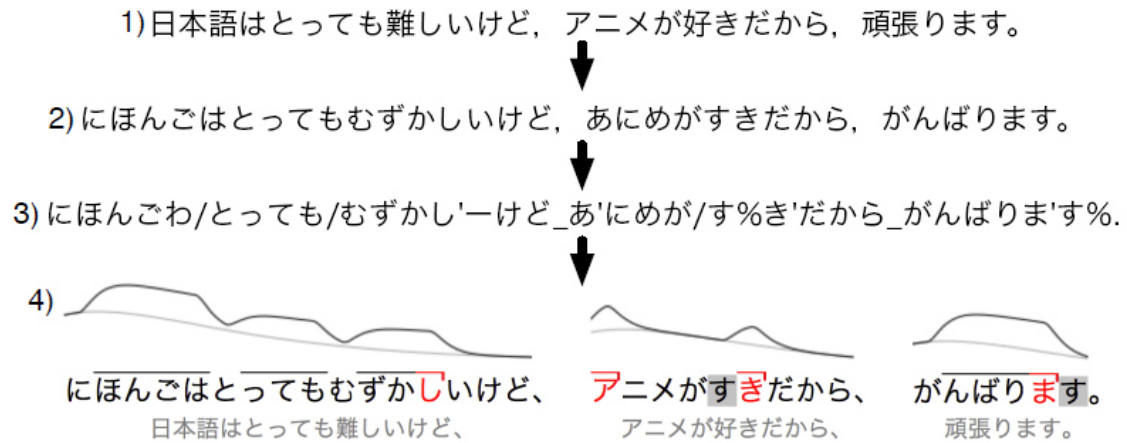 1)日本語はとっても難しいけど，アニメが好きだから，頑張ります。
2)にほんごはとってもむずかしいけど，あにめがすきだから，がんばります。
3)にほんごわ/とっても/むずかし'ーけど_あ'にめが/す%き'だから_がんばりま'す%.
4)
にほんごはとってもむずかしいけど、 アニメがすきだから、 がんばります。
日本語はとっても難しいけど、 アニメが好きだから、 頑張ります。